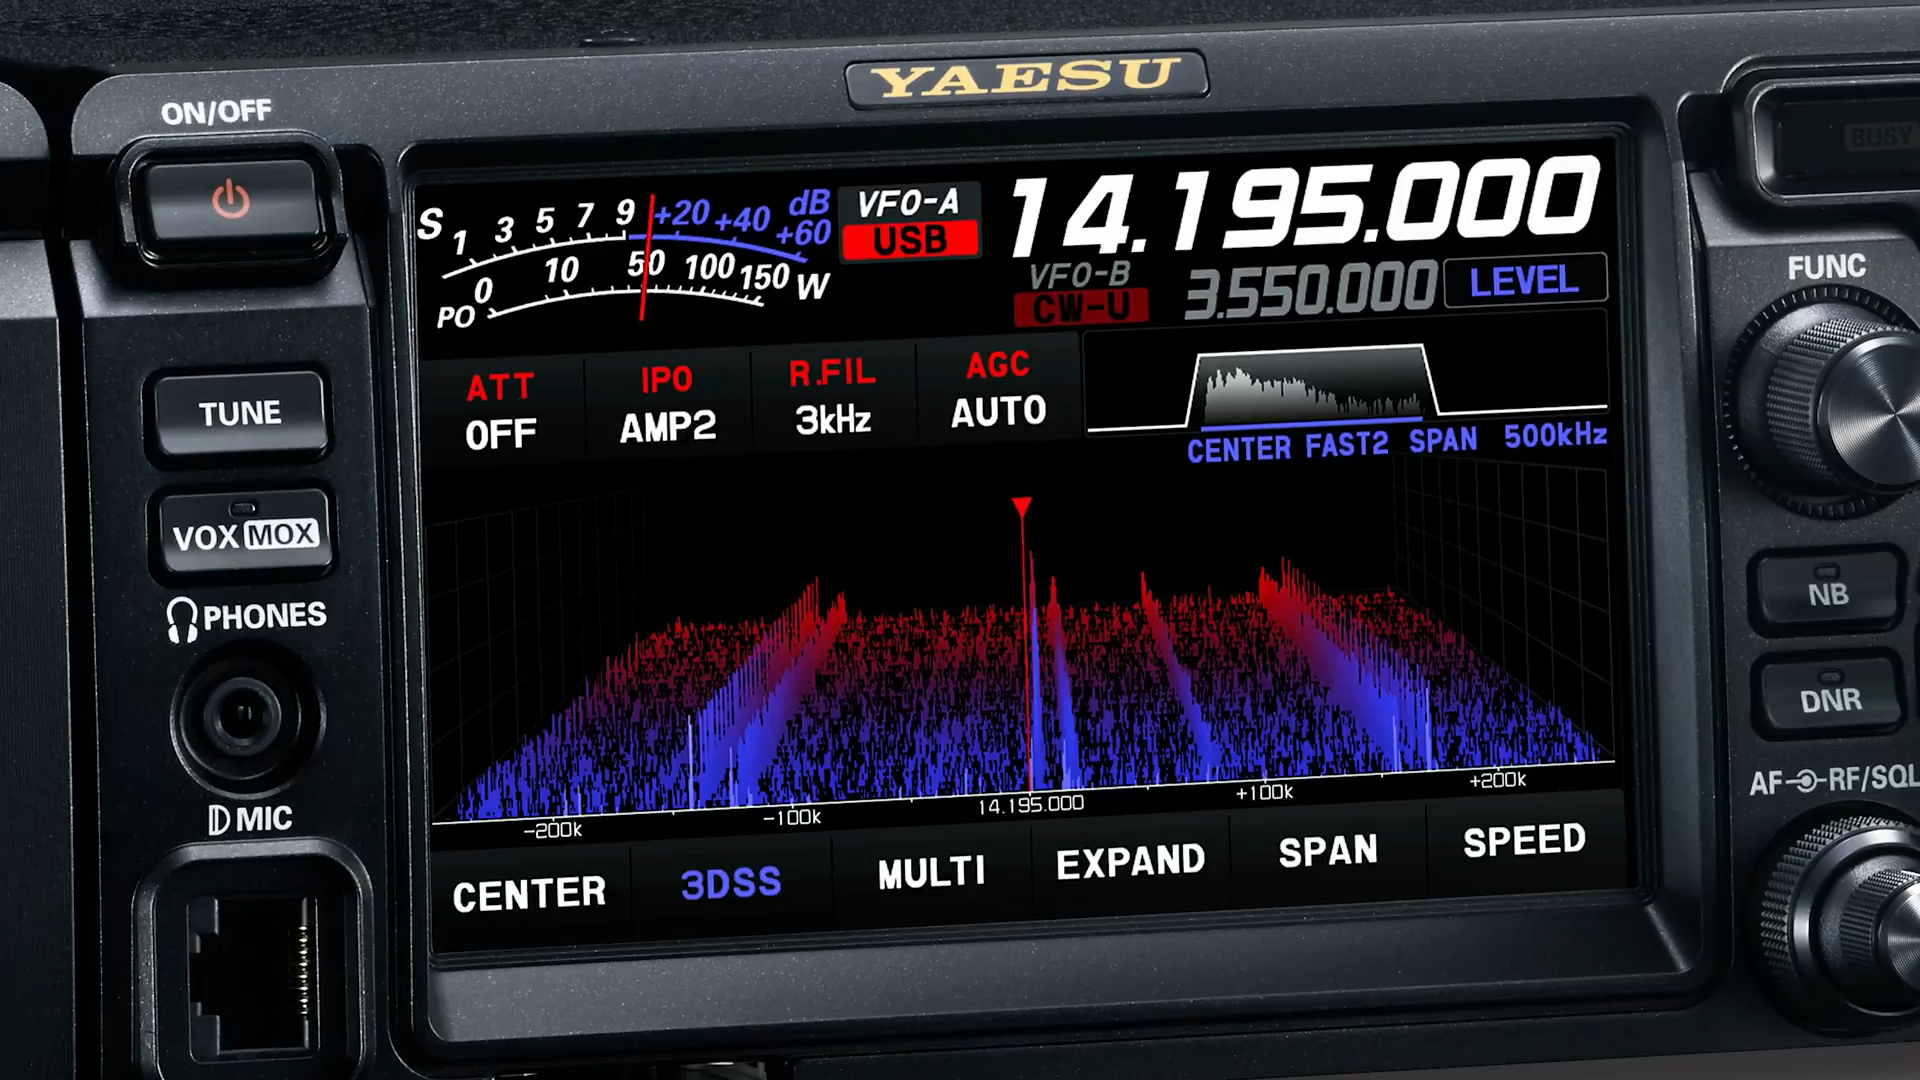 YAESU
ON/OFF
BUSY
S 1 3 5 7 9 +20 +40 +60 dB
PO 0 10 50 100 150 W
VFO-A
USB
14.195.000
VFO-B
CW-U
3.550.000
LEVEL
FUNC
TUNE
ATT
OFF
IPO
AMP2
R.FIL
3kHz
AGC
AUTO
CENTER FAST2 SPAN 500kHz
VOX MOX
NB
PHONES
DNR
AF RF/SQL
MIC
-200k -100k 14.195.000 +100k +200k
CENTER 3DSS MULTI EXPAND SPAN SPEED